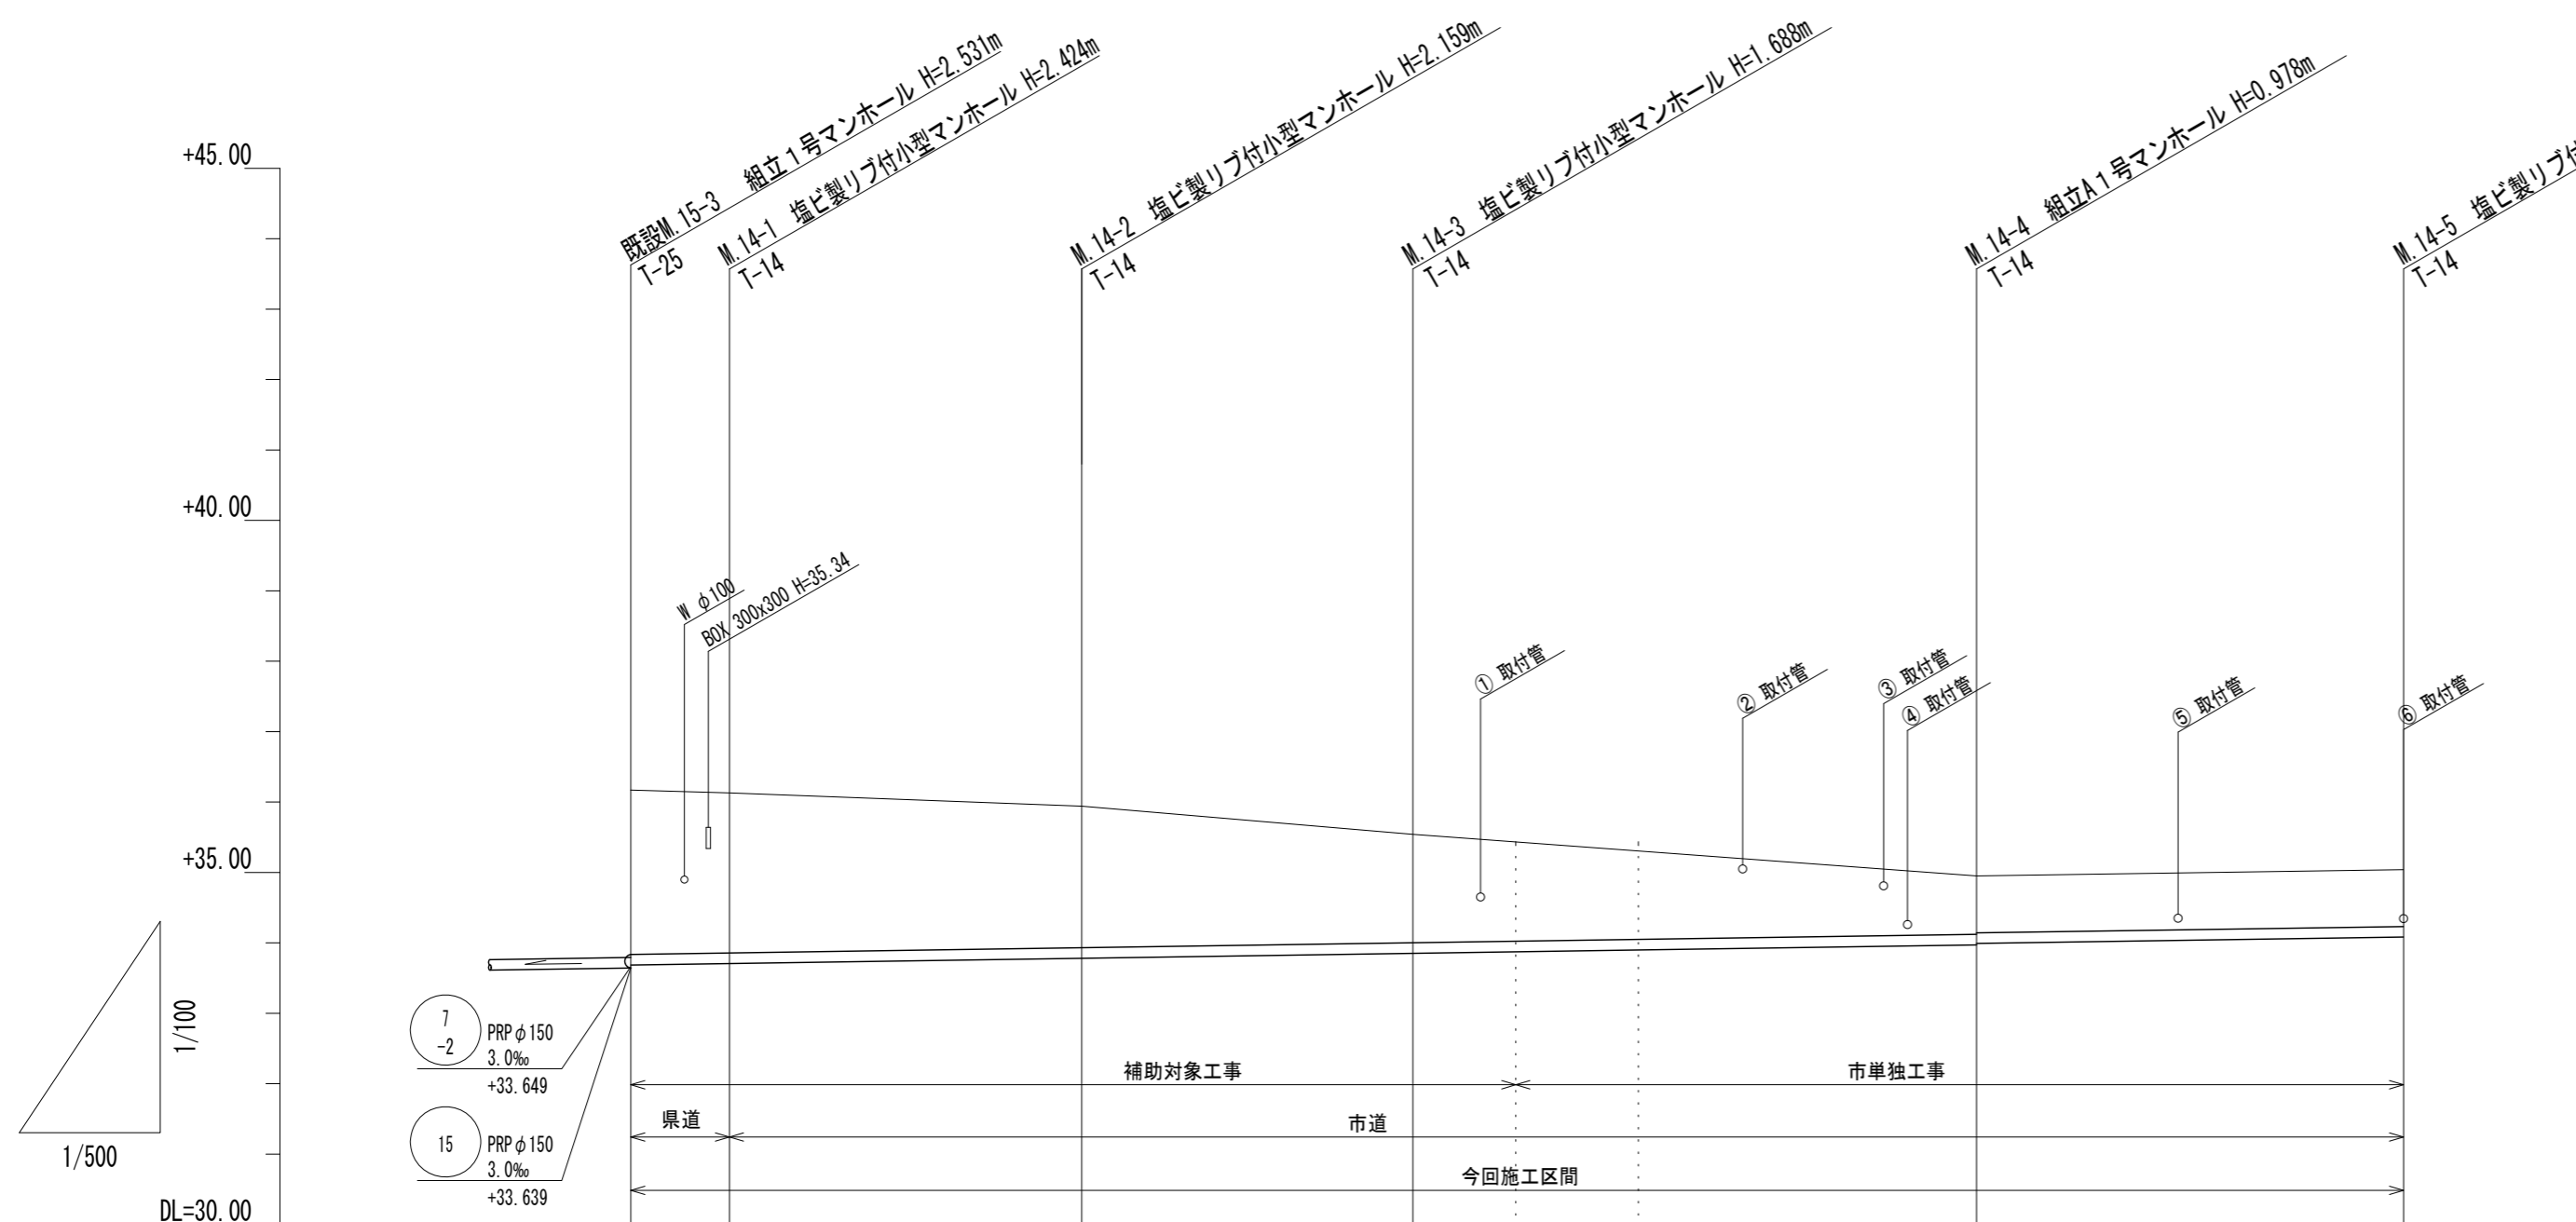 既設M.15-3　組立１号マンホール H=2.531m
T-25
M.14-1　塩ビ製リブ付小型マンホール H=2.424m
T-14
M.14-2　塩ビ製リブ付小型マンホール H=2.159m
T-14
M.14-3　塩ビ製リブ付小型マンホール H=1.688m
T-14
M.14-4　組立A１号マンホール H=0.978m
T-14
M.14-5　塩ビ製リブ付
T-14
+45.00
+40.00
+35.00
DL=30.00
W φ100
BOX 300x300 H=35.34
① 取付管
② 取付管
③ 取付管
④ 取付管
⑤ 取付管
⑥ 取付管
1/100
1/500
7
-2
PRPφ150
3.0‰
+33.649
15
PRPφ150
3.0‰
+33.639
補助対象工事
市単独工事
県道
市道
今回施工区間